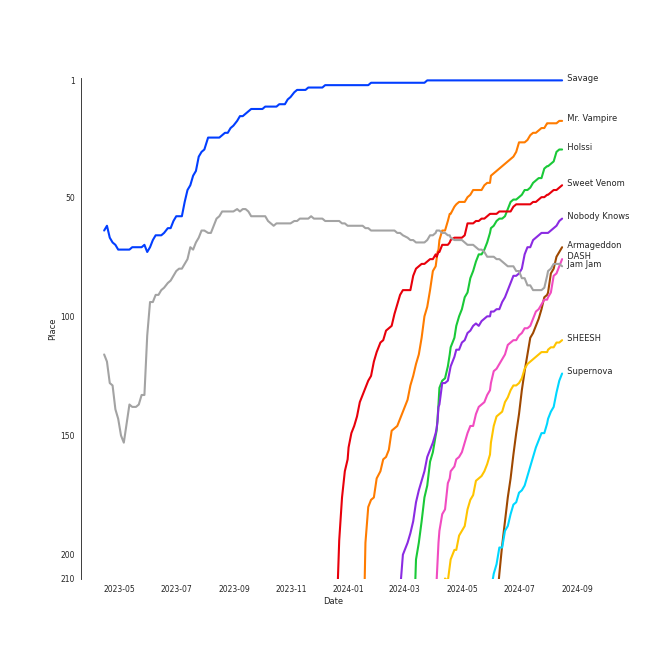 1
50
100
150
200
210
Place
2023-05
2023-07
2023-09
2023-11
2024-01
2024-03
2024-05
2024-07
2024-09
Date
Savage
Mr. Vampire
Holssi
Sweet Venom
Nobody Knows
Armageddon
DASH
Jam Jam
SHEESH
Supernova